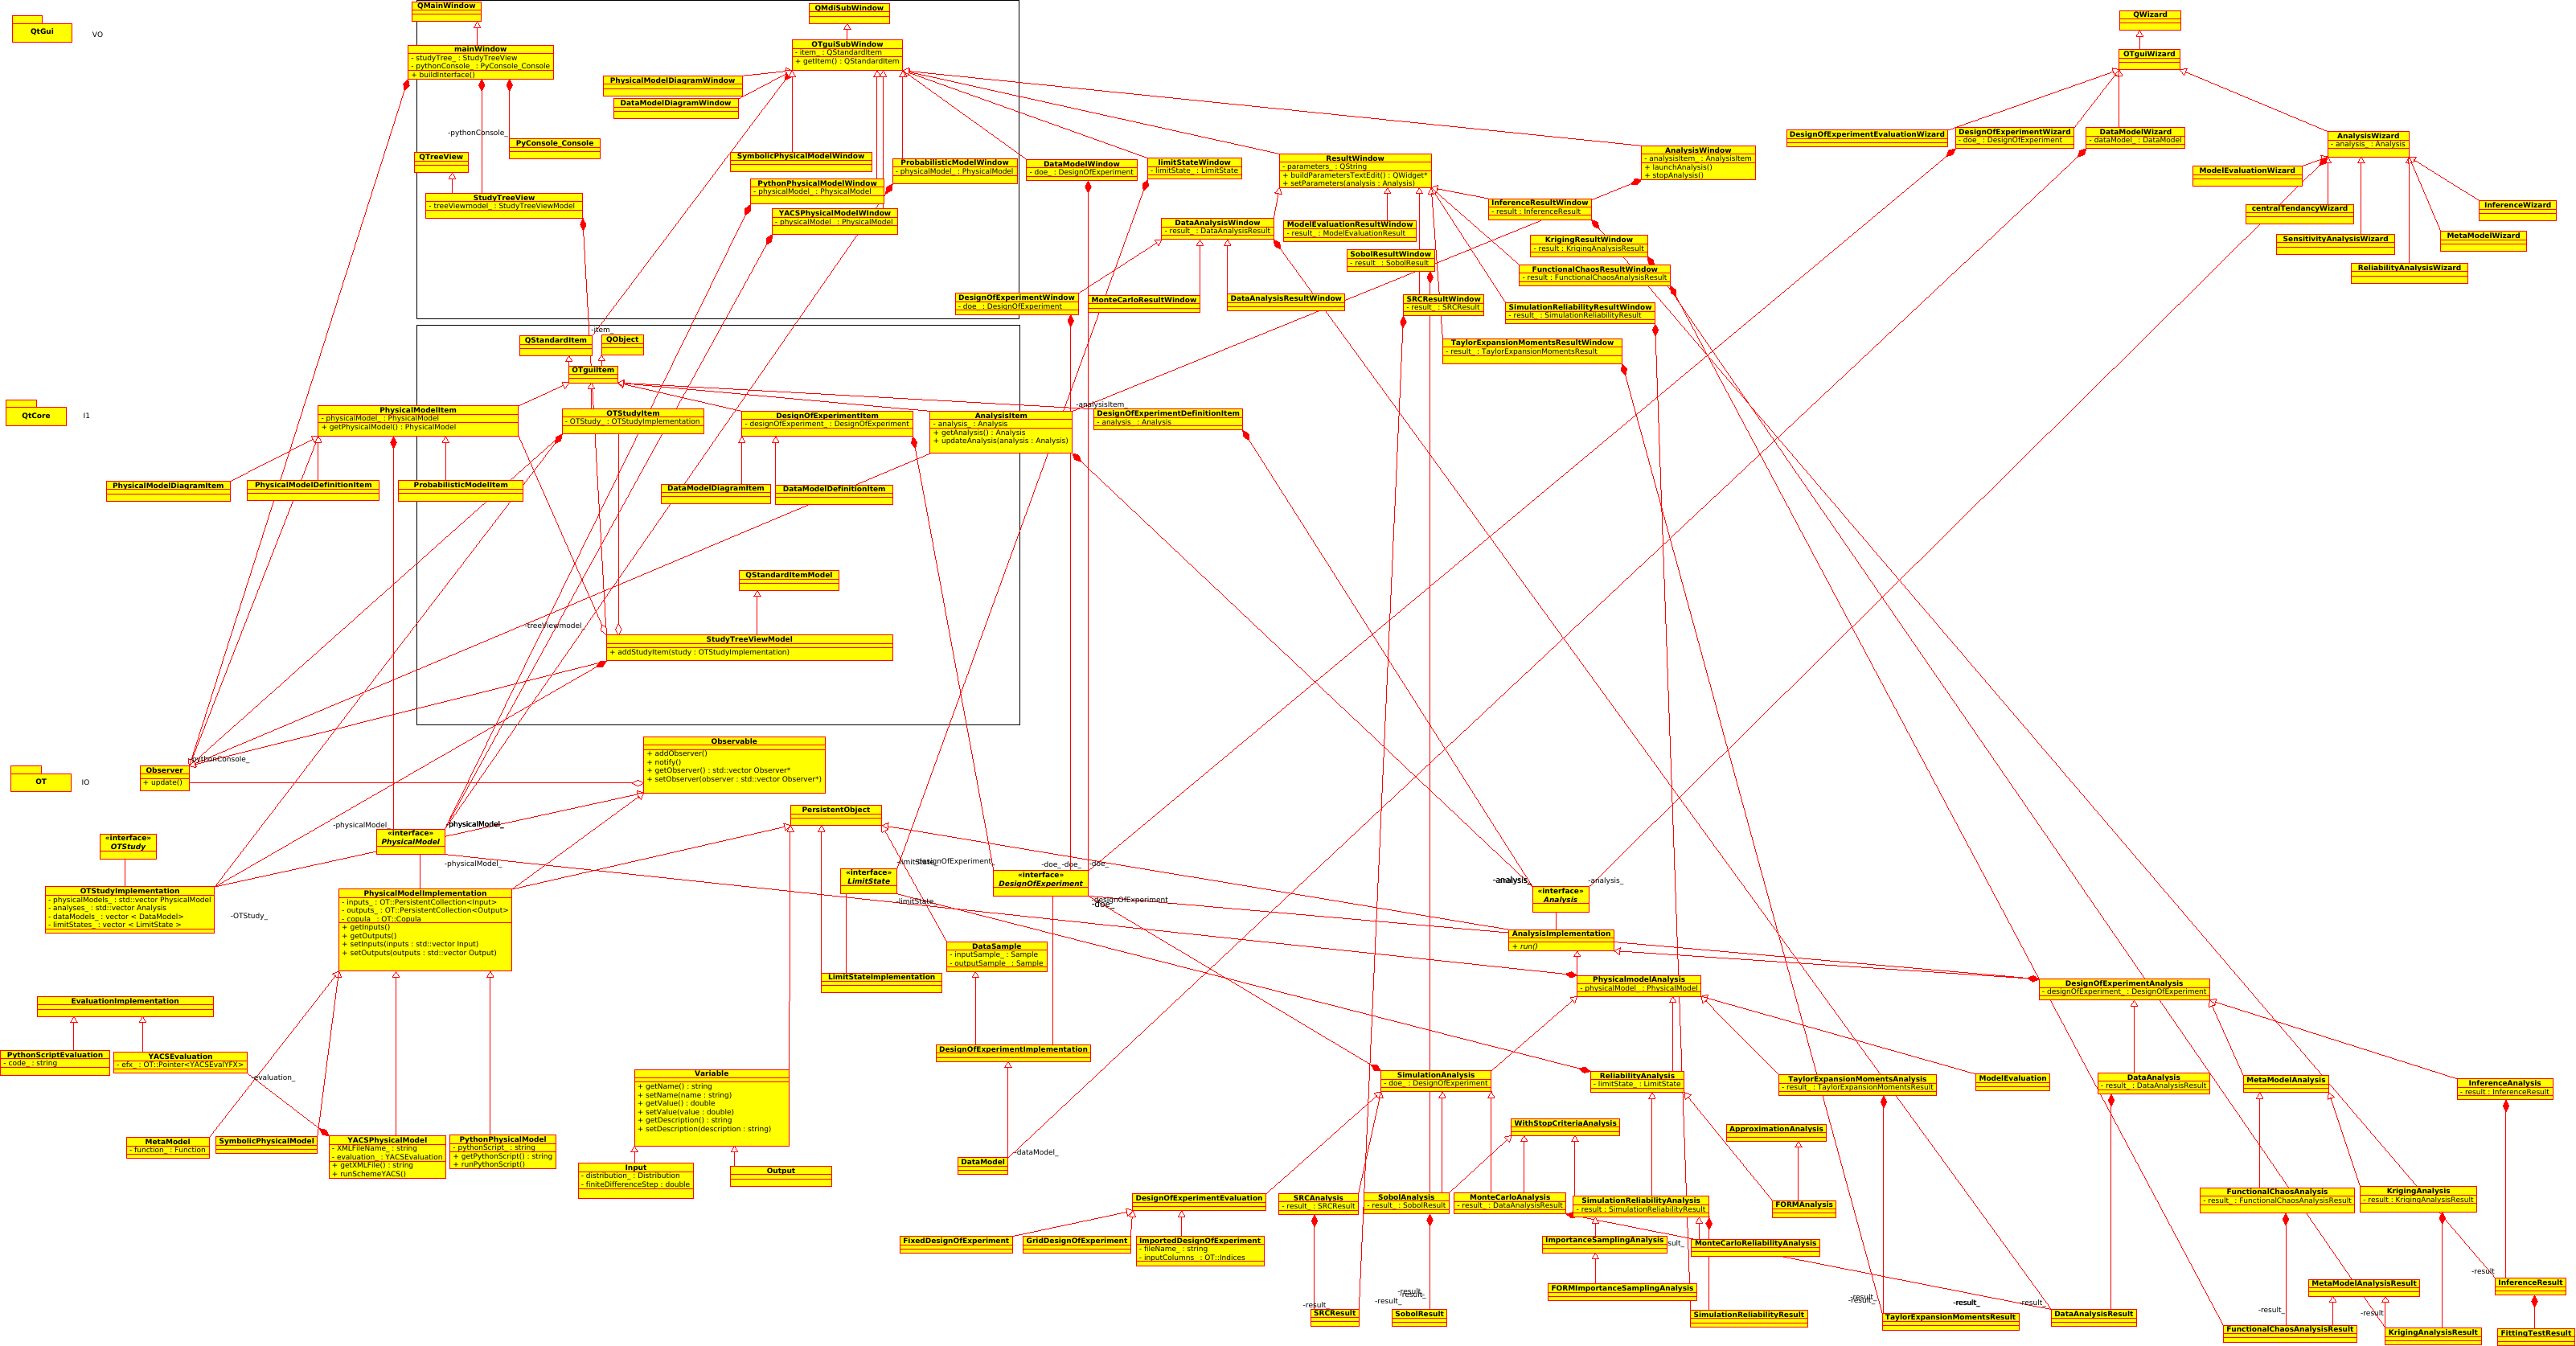 QtGui
VO
QMainWindow
mainWindow
- studyTree_ : StudyTreeView
- pythonConsole_ : PyConsole_Console
+ buildInterface()
-pythonConsole_
PyConsole_Console
QTreeView
StudyTreeView
- treeViewmodel_ : StudyTreeViewModel
QMdiSubWindow
OTguiSubWindow
- item_ : QStandardItem
+ getItem() : QStandardItem
PhysicalModelDiagramWindow
DataModelDiagramWindow
SymbolicPhysicalModelWindow
ProbabilisticModelWindow
- physicalModel_ : PhysicalModel
PythonPhysicalModelWindow
- physicalModel_ : PhysicalModel
YACSPhysicalModelWIndow
- physicalModel_ : PhysicalModel
DataModelWindow
- doe_ : DesignOfExperiment
limitStateWindow
- limitState_ : LimitState
ResultWindow
- parameters_ : QString
+ buildParametersTextEdit() : QWidget*
+ setParameters(analysis : Analysis)
AnalysisWindow
- analysisItem_ : AnalysisItem
+ launchAnalysis()
+ stopAnalysis()
DataAnalysisWindow
- result_ : DataAnalysisResult
ModelEvaluationResultWindow
- result_ : ModelEvaluationResult
InferenceResultWindow
- result : InferenceResult
KrigingResultWindow
- result : KrigingAnalysisResult
SobolResultWindow
- result_ : SobolResult
FunctionalChaosResultWindow
- result : FunctionalChaosAnalysisResult
DesignOfExperimentWindow
- doe_ : DesignOfExperiment
MonteCarloResultWindow
DataAnalysisResultWindow
SRCResultWindow
- result_ : SRCResult
SimulationReliabilityResultWindow
- result_ : SimulationReliabilityResult
TaylorExpansionMomentsResultWindow
- result_ : TaylorExpansionMomentsResult
QWizard
OTguiWizard
DesignOfExperimentEvaluationWizard
DesignOfExperimentWizard
- doe_ : DesignOfExperiment
DataModelWizard
- dataModel_ : DataModel
AnalysisWizard
- analysis_ : Analysis
ModelEvaluationWizard
centralTendancyWizard
InferenceWizard
SensitivityAnalysisWizard
MetaModelWizard
ReliabilityAnalysisWizard
QtCore
I1
-item_
QStandardItem
QObject
OTguiItem
PhysicalModelItem
- physicalModel_ : PhysicalModel
+ getPhysicalModel() : PhysicalModel
OTStudyItem
- OTStudy_ : OTStudyImplementation
DesignOfExperimentItem
- designOfExperiment_ : DesignOfExperiment
AnalysisItem
- analysis_ : Analysis
+ getAnalysis() : Analysis
+ updateAnalysis(analysis : Analysis)
-analysisItem_
DesignOfExperimentDefinitionItem
- analysis_ : Analysis
PhysicalModelDiagramItem
PhysicalModelDefinitionItem
ProbabilisticModelItem
DataModelDiagramItem
DataModelDefinitionItem
QStandardItemModel
-treeViewmodel_
StudyTreeViewModel
+ addStudyItem(study : OTStudyImplementation)
OT
IO
-pythonConsole_
Observer
+ update()
Observable
+ addObserver()
+ notify()
+ getObserver() : std::vector Observer*
+ setObserver(observer : std::vector Observer*)
PersistentObject
-physicalModel_
-physicalModel_
«interface»
OTStudy
«interface»
PhysicalModel
-physicalModel_
OTStudyImplementation
- physicalModels_ : std::vector PhysicalModel
- analyses_ : std::vector Analysis
- dataModels_ : vector < DataModel>
- limitStates_ : vector < LimitState >
-OTStudy_
PhysicalModelImplementation
- inputs_ : OT::PersistentCollection<Input>
- outputs_ : OT::PersistentCollection<Output>
- copula_ : OT::Copula
+ getInputs()
+ getOutputs()
+ setInputs(inputs : std::vector Input)
+ setOutputs(outputs : std::vector Output)
-limitState_
-designOfExperiment_
«interface»
LimitState
-limitState_
-doe_
-doe_
-doe_
«interface»
DesignOfExperiment
-designOfExperiment_
-doe_
-analysis_
-analysis_
«interface»
Analysis
AnalysisImplementation
+ run()
DataSample
- inputSample_ : Sample
- outputSample_ : Sample
LimitStateImplementation
PhysicalmodelAnalysis
- physicalModel_ : PhysicalModel
DesignOfExperimentAnalysis
- designOfExperiment_ : DesignOfExperiment
EvaluationImplementation
PythonScriptEvaluation
- code_ : string
YACSEvaluation
- efx_ : OT::Pointer<YACSEvalYFX>
-evaluation_
DesignOfExperimentImplementation
Variable
+ getName() : string
+ setName(name : string)
+ getValue() : double
+ setValue(value : double)
+ getDescription() : string
+ setDescription(description : string)
SimulationAnalysis
- doe_ : DesignOfExperiment
ReliabilityAnalysis
- limitState_ : LimitState
TaylorExpansionMomentsAnalysis
- result_ : TaylorExpansionMomentsResult
ModelEvaluation
DataAnalysis
- result_ : DataAnalysisResult
MetaModelAnalysis
InferenceAnalysis
- result : InferenceResult
MetaModel
- function_ : Function
SymbolicPhysicalModel
YACSPhysicalModel
- XMLFileName_ : string
- evaluation_ : YACSEvaluation
+ getXMLFile() : string
+ runSchemeYACS()
PythonPhysicalModel
- pythonScript_ : string
+ getPythonScript() : string
+ runPythonScript()
Input
- distribution_ : Distribution
- finiteDifferenceStep : double
Output
DataModel
-dataModel_
WithStopCriteriaAnalysis
ApproximationAnalysis
DesignOfExperimentEvaluation
SRCAnalysis
- result_ : SRCResult
SobolAnalysis
- result_ : SobolResult
MonteCarloAnalysis
- result_ : DataAnalysisResult
SimulationReliabilityAnalysis
- result : SimulationReliabilityResult
FORMAnalysis
FunctionalChaosAnalysis
- result_ : FunctionalChaosAnalysisResult
KrigingAnalysis
- result : KrigingAnalysisResult
FixedDesignOfExperiment
GridDesignOfExperiment
ImportedDesignOfExperiment
- fileName_ : string
- inputColumns_ : OT::Indices
ImportanceSamplingAnalysis
MonteCarloReliabilityAnalysis
FORMImportanceSamplingAnalysis
-result
InferenceResult
MetaModelAnalysisResult
-result_
SRCResult
-result_
-result_
SobolResult
SimulationReliabilityResult
-result_
TaylorExpansionMomentsResult
-result_
-result_
DataAnalysisResult
-result_
FunctionalChaosAnalysisResult
-result
KrigingAnalysisResult
FittingTestResult